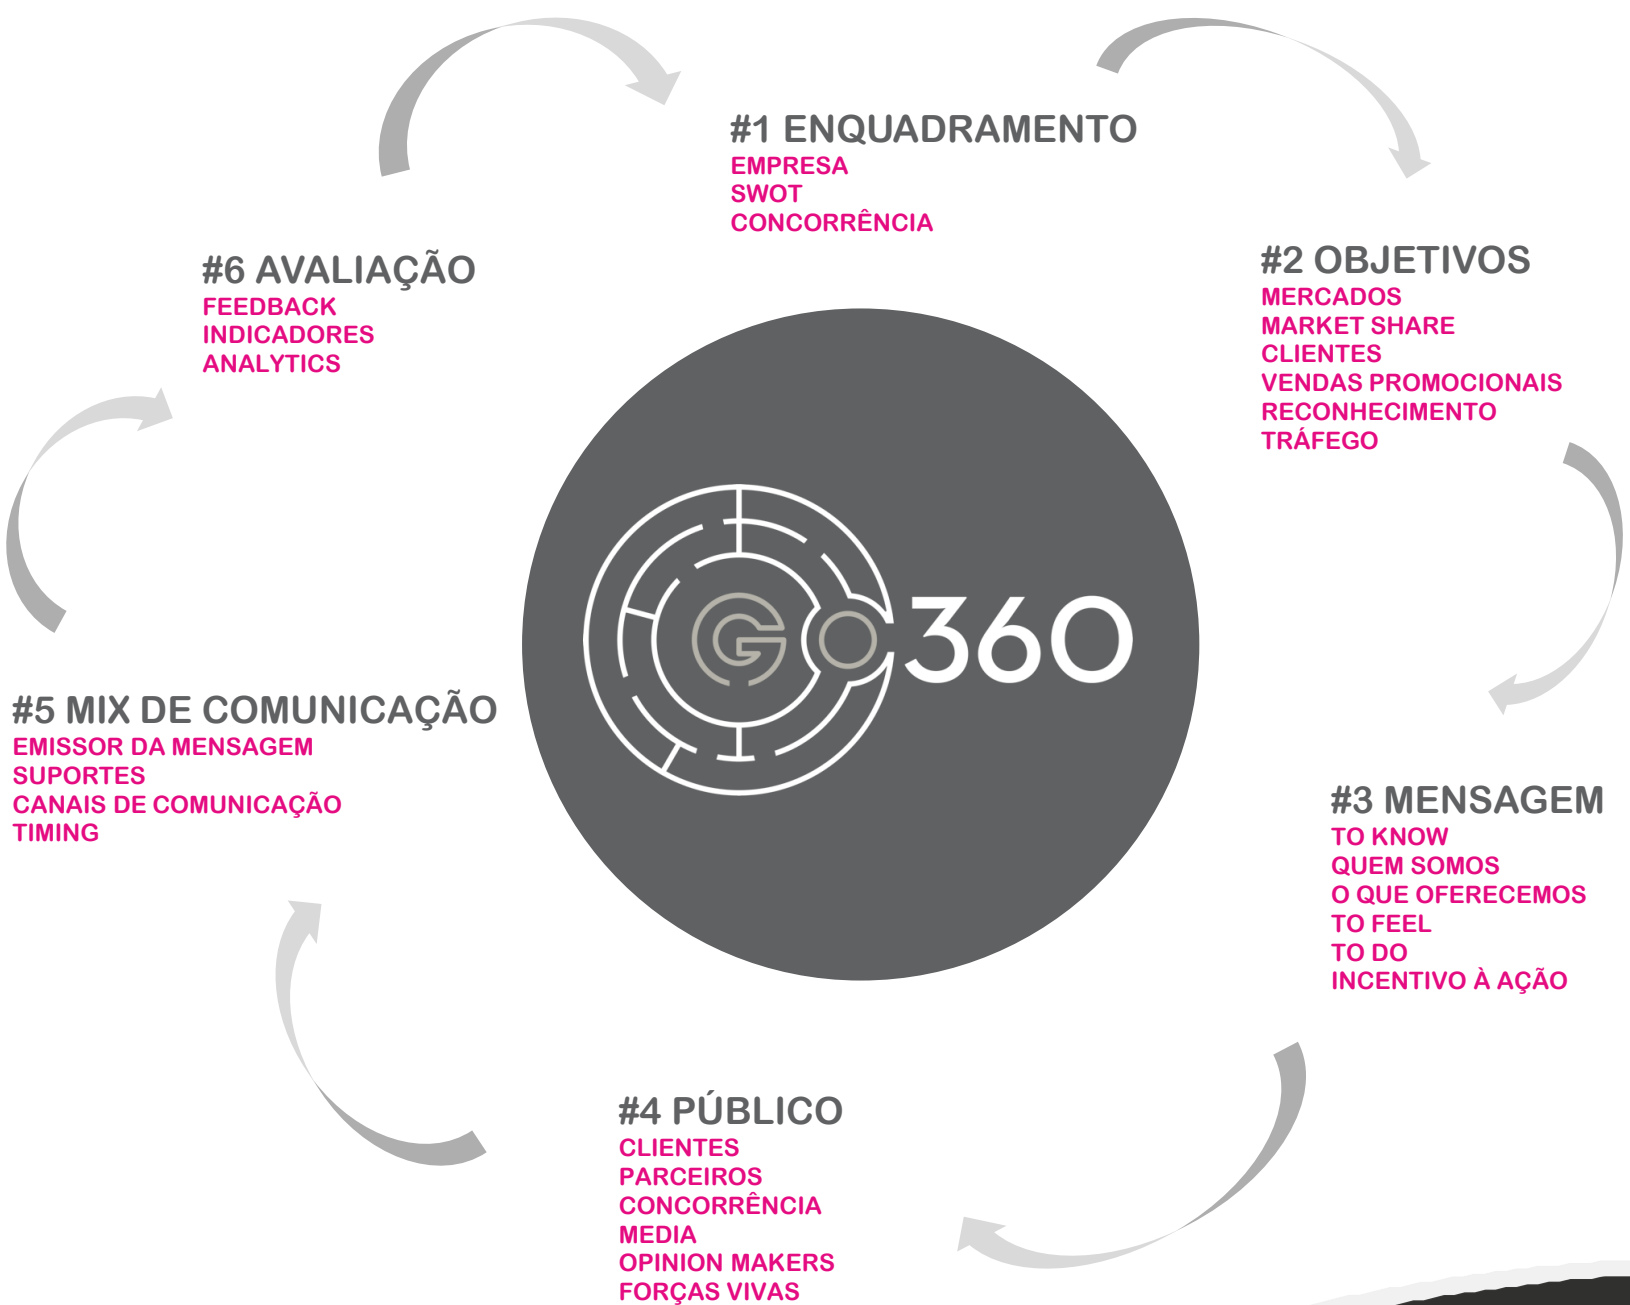 #1 ENQUADRAMENTO
EMPRESA
SWOT
CONCORRÊNCIA
#2 OBJETIVOS
MERCADOS
MARKET SHARE
CLIENTES
VENDAS PROMOCIONAIS
RECONHECIMENTO
TRÁFEGO
#3 MENSAGEM
TO KNOW
QUEM SOMOS
O QUE OFERECEMOS
TO FEEL
TO DO
INCENTIVO À AÇÃO
#4 PÚBLICO
CLIENTES
PARCEIROS
CONCORRÊNCIA
MEDIA
OPINION MAKERS
FORÇAS VIVAS
#5 MIX DE COMUNICAÇÃO
EMISSOR DA MENSAGEM
SUPORTES
CANAIS DE COMUNICAÇÃO
TIMING
#6 AVALIAÇÃO
FEEDBACK
INDICADORES
ANALYTICS
GO360